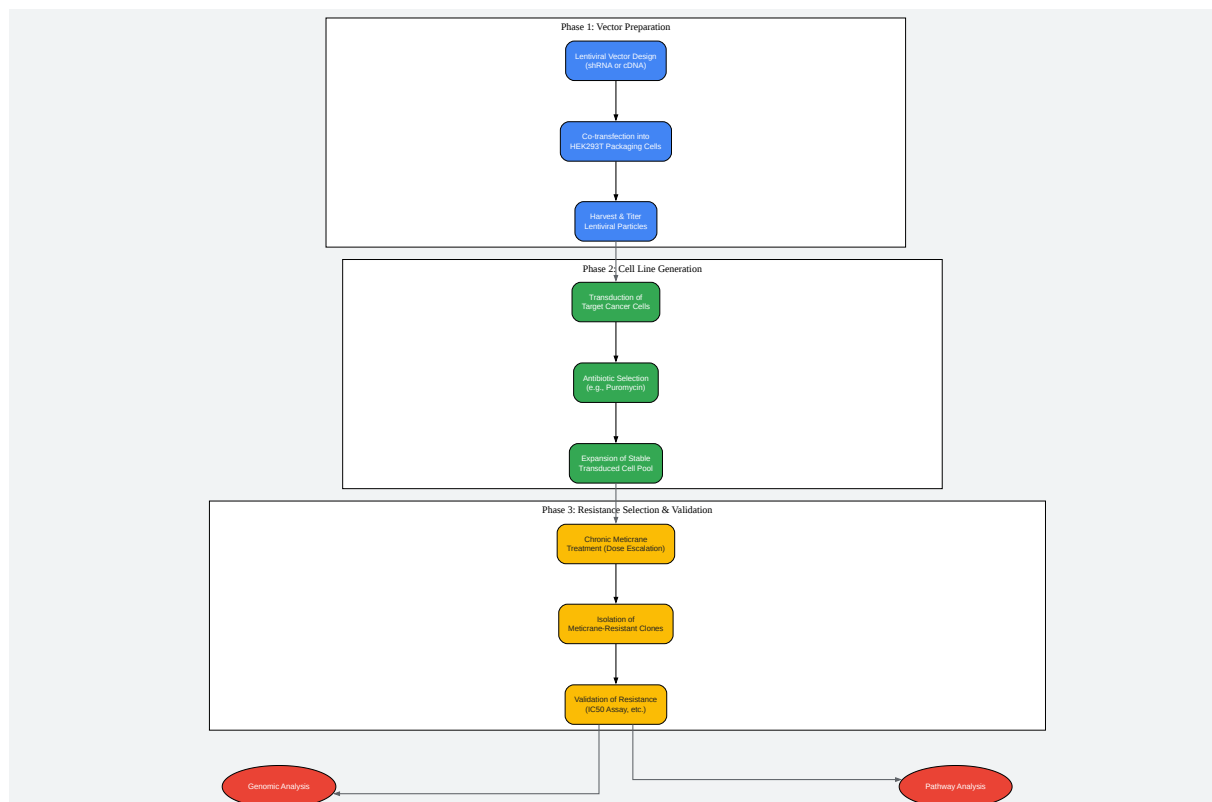 Phase 1: Vector Preparation
Lentiviral Vector Design
(shRNA or cDNA)
Co-transfection into
HEK293T Packaging Cells
Harvest & Titer
Lentiviral Particles
Phase 2: Cell Line Generation
Transduction of
Target Cancer Cells
Antibiotic Selection
(e.g., Puromycin)
Expansion of Stable
Transduced Cell Pool
Phase 3: Resistance Selection & Validation
Chronic Meticrane
Treatment (Dose Escalation)
Isolation of
Meticrane-Resistant Clones
Validation of Resistance
(IC50 Assay, etc.)
Genomic Analysis
Pathway Analysis